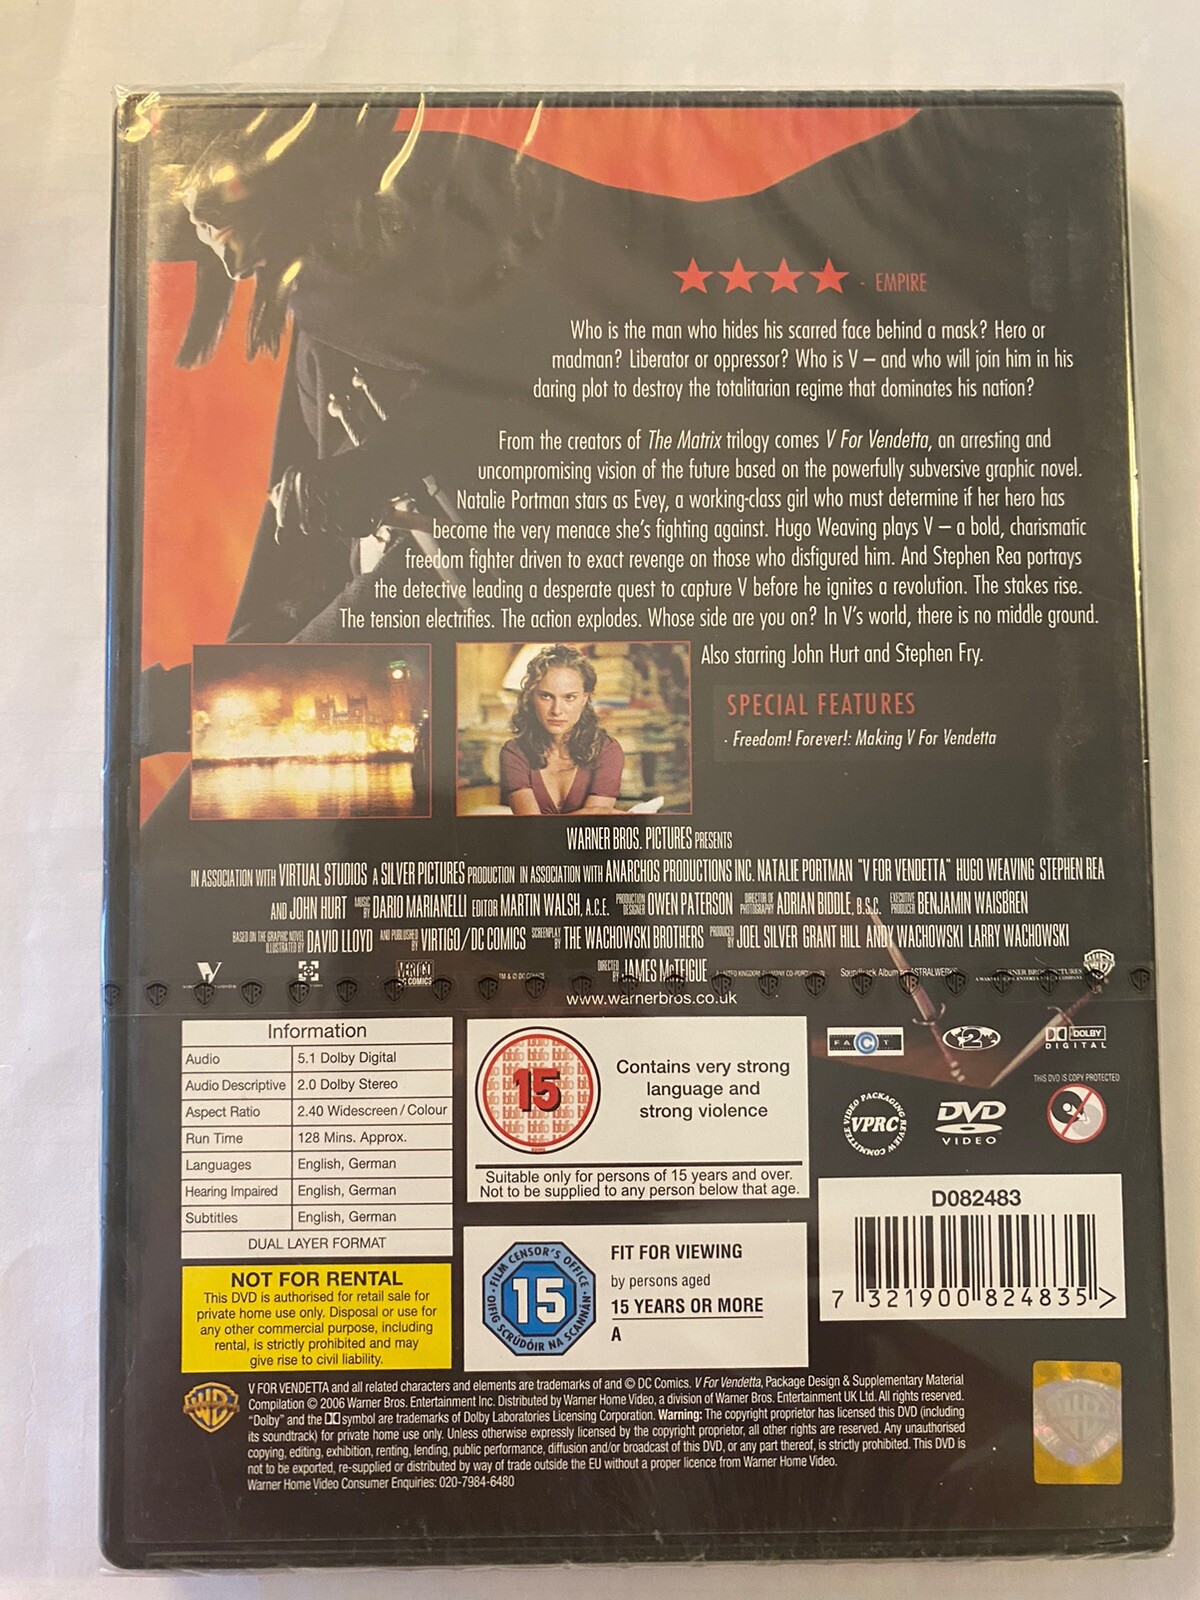 ★★★★ - EMPIRE
Who is the man who hides his scarred face behind a mask? Hero or
madman? Liberator or oppressor? Who is V – and who will join him in his
daring plot to destroy the totalitarian regime that dominates his nation?
From the creators of The Matrix trilogy comes V For Vendetta, an arresting and
uncompromising vision of the future based on the powerfully subversive graphic novel.
Natalie Portman stars as Evey, a working-class girl who must determine if her hero has
become the very menace she's fighting against. Hugo Weaving plays V – a bold, charismatic
freedom fighter driven to exact revenge on those who disfigured him. And Stephen Rea portrays
the detective leading a desperate quest to capture V before he ignites a revolution. The stakes rise.
The tension electrifies. The action explodes. Whose side are you on? In V's world, there is no middle ground.
Also starring John Hurt and Stephen Fry.
SPECIAL FEATURES
- Freedom! Forever!: Making V For Vendetta
WARNER BROS. PICTURES PRESENTS
IN ASSOCIATION WITH VIRTUAL STUDIOS A SILVER PICTURES PRODUCTION IN ASSOCIATION WITH ANARCHOS PRODUCTIONS INC. NATALIE PORTMAN "V FOR VENDETTA" HUGO WEAVING STEPHEN REA
AND JOHN HURT MUSIC BY DARIO MARIANELLI EDITOR MARTIN WALSH, A.C.E. PRODUCTION DESIGNER OWEN PATERSON DIRECTOR OF PHOTOGRAPHY ADRIAN BIDDLE, B.S.C. EXECUTIVE PRODUCER BENJAMIN WAISBREN
BASED ON THE GRAPHIC NOVEL ILLUSTRATED BY DAVID LLOYD AND PUBLISHED BY VIRTIGO/DC COMICS SCREENPLAY BY THE WACHOWSKI BROTHERS PRODUCED BY JOEL SILVER GRANT HILL ANDY WACHOWSKI LARRY WACHOWSKI
DIRECTED BY JAMES McTEIGUE
VERTIGO
DC COMICS
TM & © DC COMICS
Soundtrack Album
ASTRALWERKS
WARNER BROS. PICTURES
www.warnerbros.co.uk
Information
Audio 5.1 Dolby Digital
Audio Descriptive 2.0 Dolby Stereo
Aspect Ratio 2.40 Widescreen / Colour
Run Time 128 Mins. Approx.
Languages English, German
Hearing Impaired English, German
Subtitles English, German
DUAL LAYER FORMAT
NOT FOR RENTAL
This DVD is authorised for retail sale for
private home use only. Disposal or use for
any other commercial purpose, including
rental, is strictly prohibited and may
give rise to civil liability.
15
Contains very strong
language and
strong violence
Suitable only for persons of 15 years and over.
Not to be supplied to any person below that age.
FILM CENSOR'S OFFICE
15
OIFIG SCRÚDÓIR NA SCANNÁN
FIT FOR VIEWING
by persons aged
15 YEARS OR MORE
A
FACT
2
DOLBY
DIGITAL
VIDEO PACKAGING REVIEW COMMITTEE
VPRC
DVD
VIDEO
THIS DVD IS COPY PROTECTED
D082483
7 321900 824835 >
V FOR VENDETTA and all related characters and elements are trademarks of and © DC Comics. V For Vendetta, Package Design & Supplementary Material
Compilation © 2006 Warner Bros. Entertainment Inc. Distributed by Warner Home Video, a division of Warner Bros. Entertainment UK Ltd. All rights reserved.
"Dolby" and the DD symbol are trademarks of Dolby Laboratories Licensing Corporation. Warning: The copyright proprietor has licensed this DVD (including
its soundtrack) for private home use only. Unless otherwise expressly licensed by the copyright proprietor, all other rights are reserved. Any unauthorised
copying, editing, exhibition, renting, lending, public performance, diffusion and/or broadcast of this DVD, or any part thereof, is strictly prohibited. This DVD is
not to be exported, re-supplied or distributed by way of trade outside the EU without a proper licence from Warner Home Video.
Warner Home Video Consumer Enquiries: 020-7984-6480